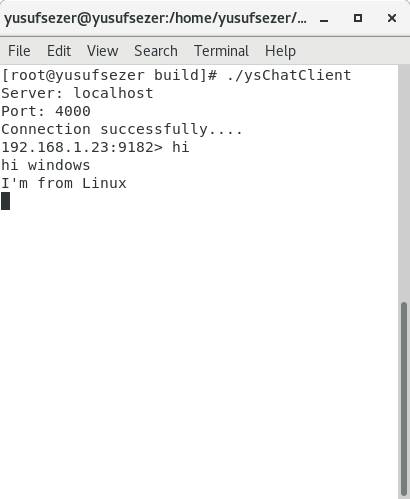 yusufsezer@yusufsezer:/home/yusufsezer/...
File Edit View Search Terminal Help
[root@yusufsezer build]# ./ysChatClient
Server: localhost
Port: 4000
Connection successfully....
192.168.1.23:9182> hi
hi windows
I'm from Linux